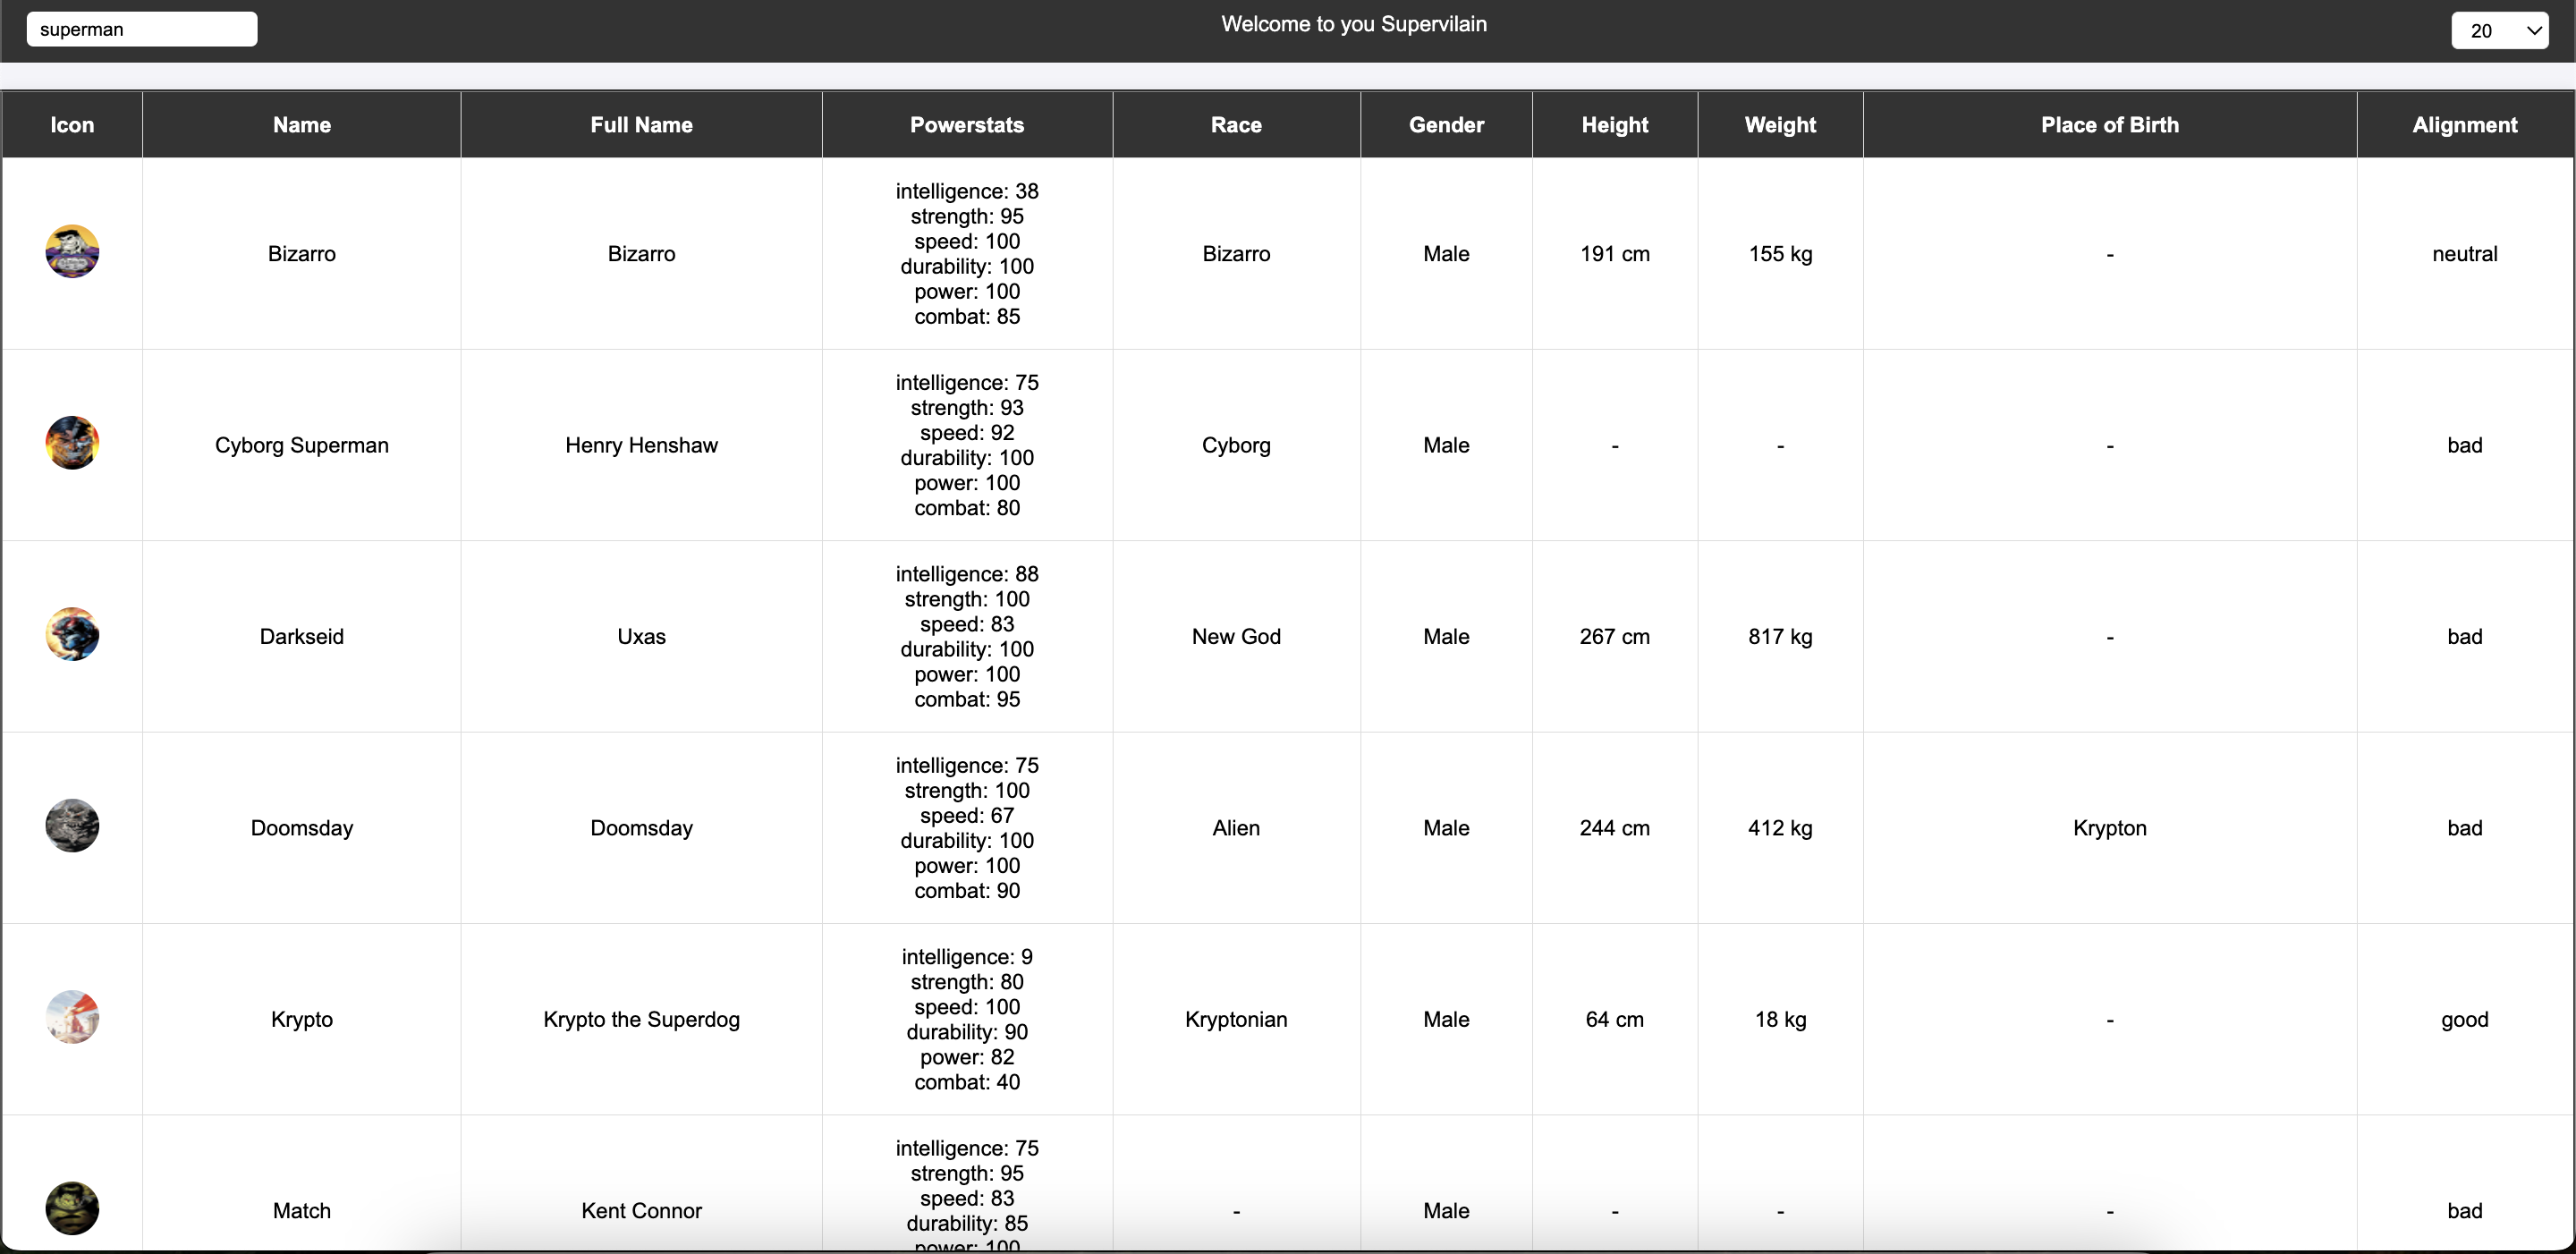 superman
Welcome to you Supervilain
20
Icon Name Full Name Powerstats Race Gender Height Weight Place of Birth Alignment
intelligence: 38
strength: 95
speed: 100
durability: 100
power: 100
combat: 85
Bizarro Bizarro Bizarro Male 191 cm 155 kg - neutral
intelligence: 75
strength: 93
speed: 92
durability: 100
power: 100
combat: 80
Cyborg Superman Henry Henshaw Cyborg Male - - - bad
intelligence: 88
strength: 100
speed: 83
durability: 100
power: 100
combat: 95
Darkseid Uxas New God Male 267 cm 817 kg - bad
intelligence: 75
strength: 100
speed: 67
durability: 100
power: 100
combat: 90
Doomsday Doomsday Alien Male 244 cm 412 kg Krypton bad
intelligence: 9
strength: 80
speed: 100
durability: 90
power: 82
combat: 40
Krypto Krypto the Superdog Kryptonian Male 64 cm 18 kg - good
intelligence: 75
strength: 95
speed: 83
durability: 85
power: 100
Match Kent Connor - Male - - - bad